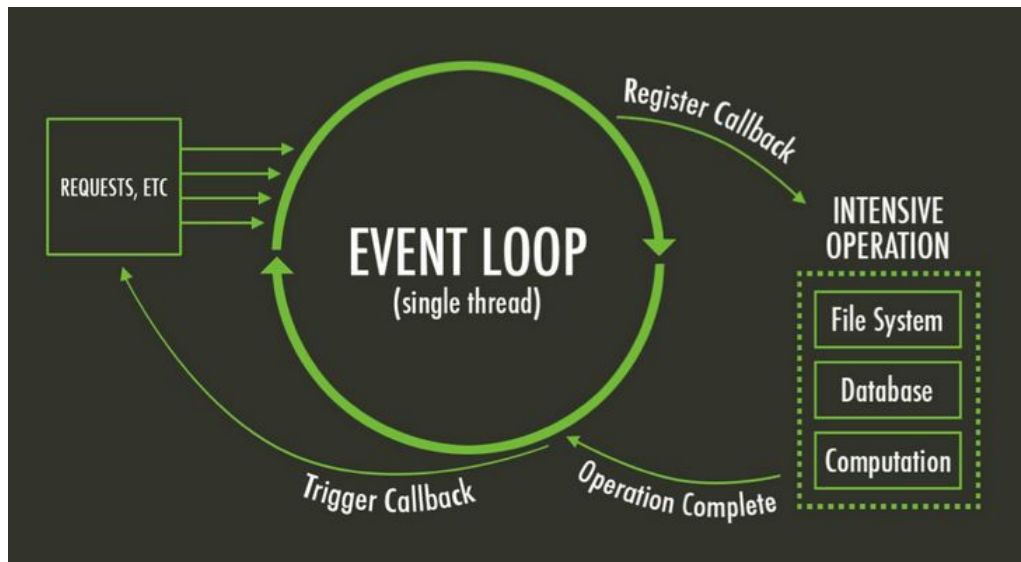 REQUESTS, ETC
EVENT LOOP
(single thread)
Register Callback
INTENSIVE
OPERATION
File System
Database
Computation
Operation Complete
Trigger Callback